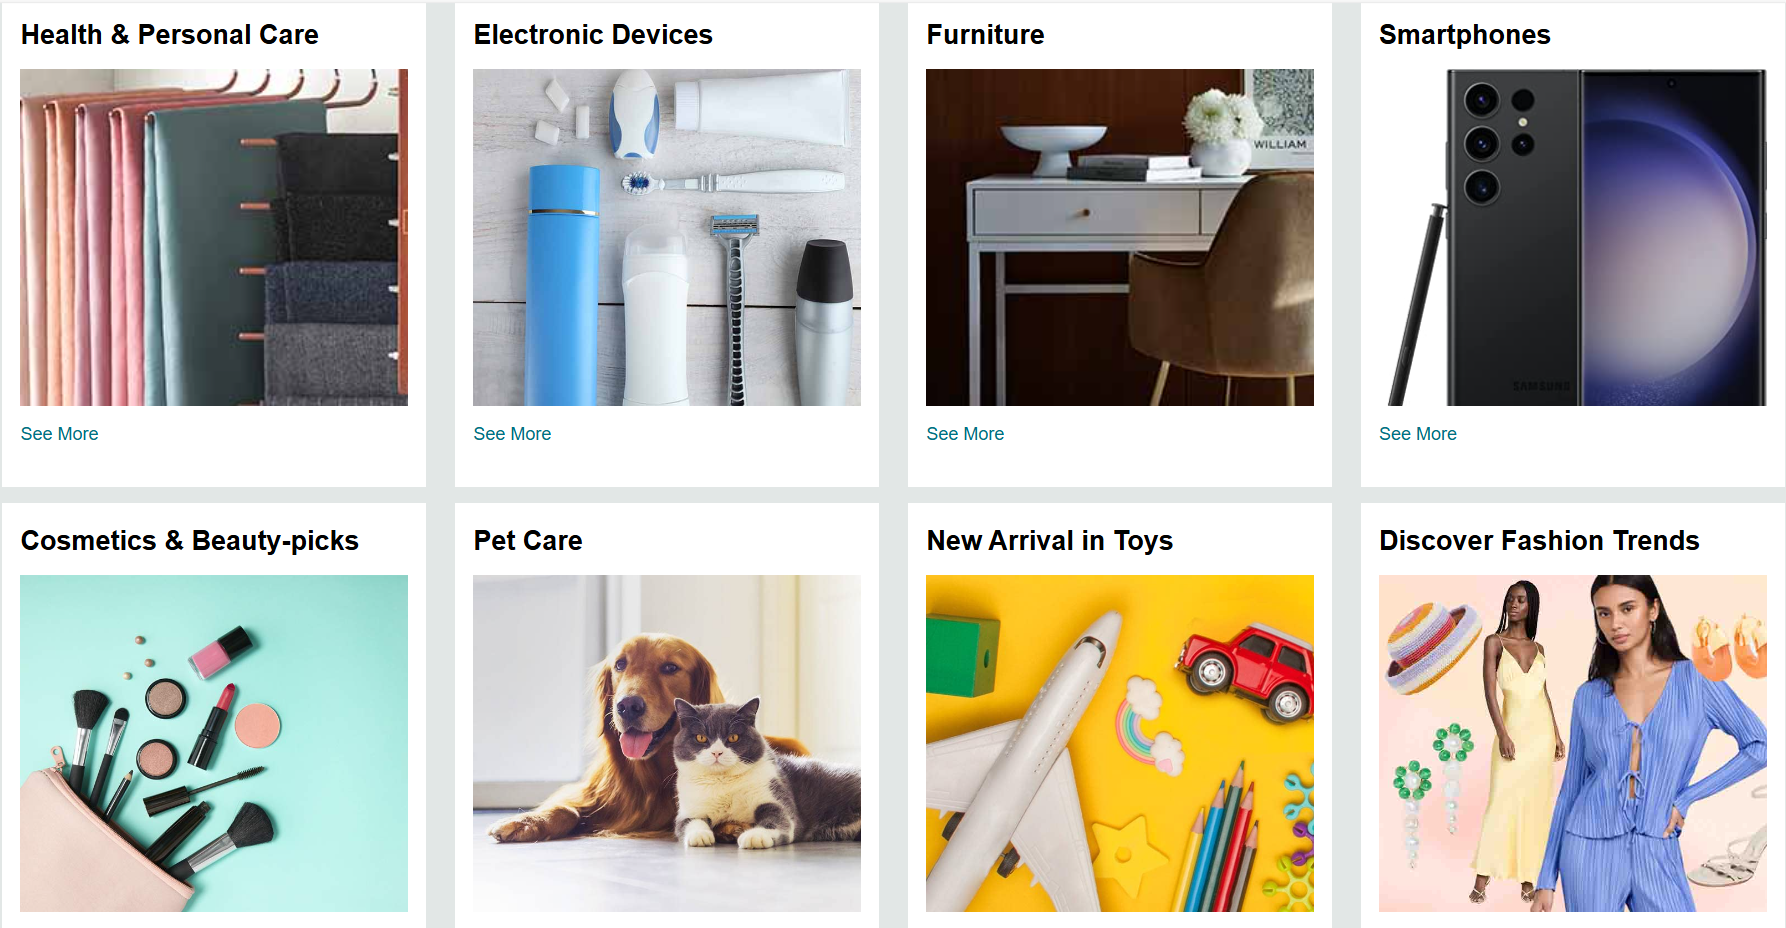 Health & Personal Care
Electronic Devices
Furniture
Smartphones
WILLIAM
SAMSUNG
See More
See More
See More
See More
Cosmetics & Beauty-picks
Pet Care
New Arrival in Toys
Discover Fashion Trends